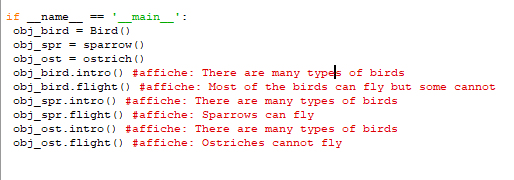 if __name__ == '__main__':
obj_bird = Bird()
obj_spr = sparrow()
obj_ost = ostrich()
obj_bird.intro() #affiche: There are many types of birds
obj_bird.flight() #affiche: Most of the birds can fly but some cannot
obj_spr.intro() #affiche: There are many types of birds
obj_spr.flight() #affiche: Sparrows can fly
obj_ost.intro() #affiche: There are many types of birds
obj_ost.flight() #affiche: Ostriches cannot fly